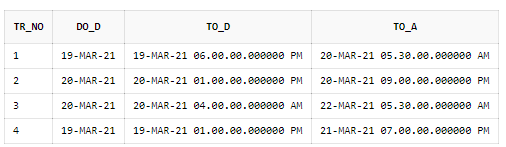 TR_NO DO_D TO_D TO_A
1 19-MAR-21 19-MAR-21 06.00.00.000000 PM 20-MAR-21 05.30.00.000000 AM
2 20-MAR-21 20-MAR-21 01.00.00.000000 PM 20-MAR-21 09.00.00.000000 PM
3 20-MAR-21 20-MAR-21 04.00.00.000000 AM 22-MAR-21 05.30.00.000000 AM
4 19-MAR-21 19-MAR-21 01.00.00.000000 PM 21-MAR-21 07.00.00.000000 PM